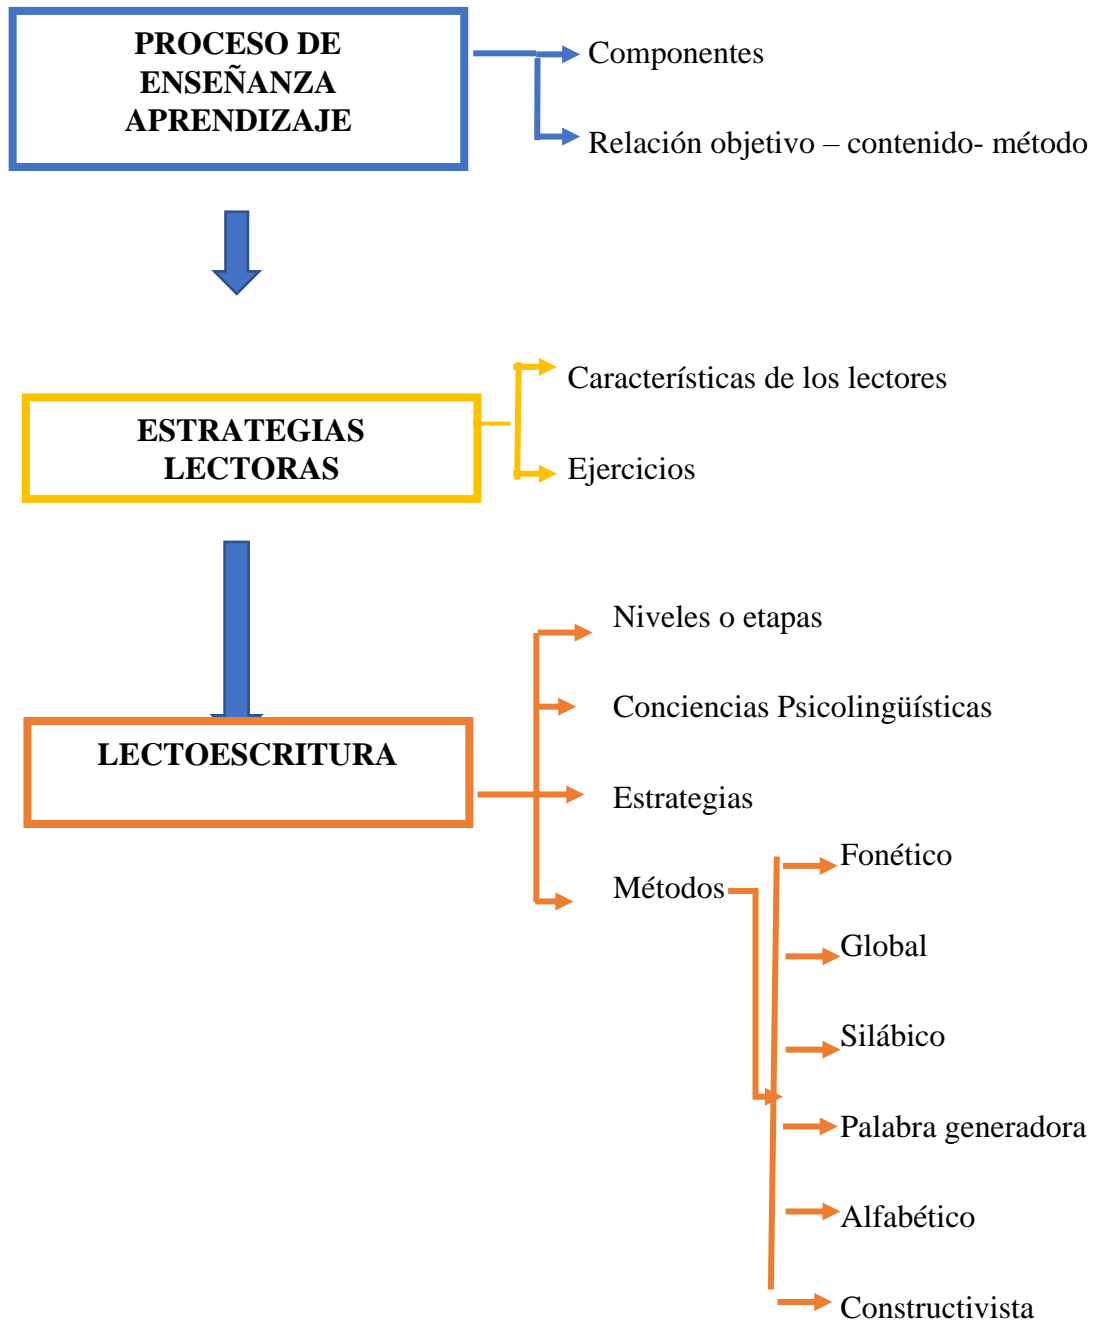 PROCESO DE
ENSEÑANZA
APRENDIZAJE
Componentes
Relación objetivo – contenido- método
ESTRATEGIAS
LECTORAS
Características de los lectores
Ejercicios
LECTOESCRITURA
Niveles o etapas
Conciencias Psicolingüísticas
Estrategias
Métodos
Fonético
Global
Silábico
Palabra generadora
Alfabético
Constructivista